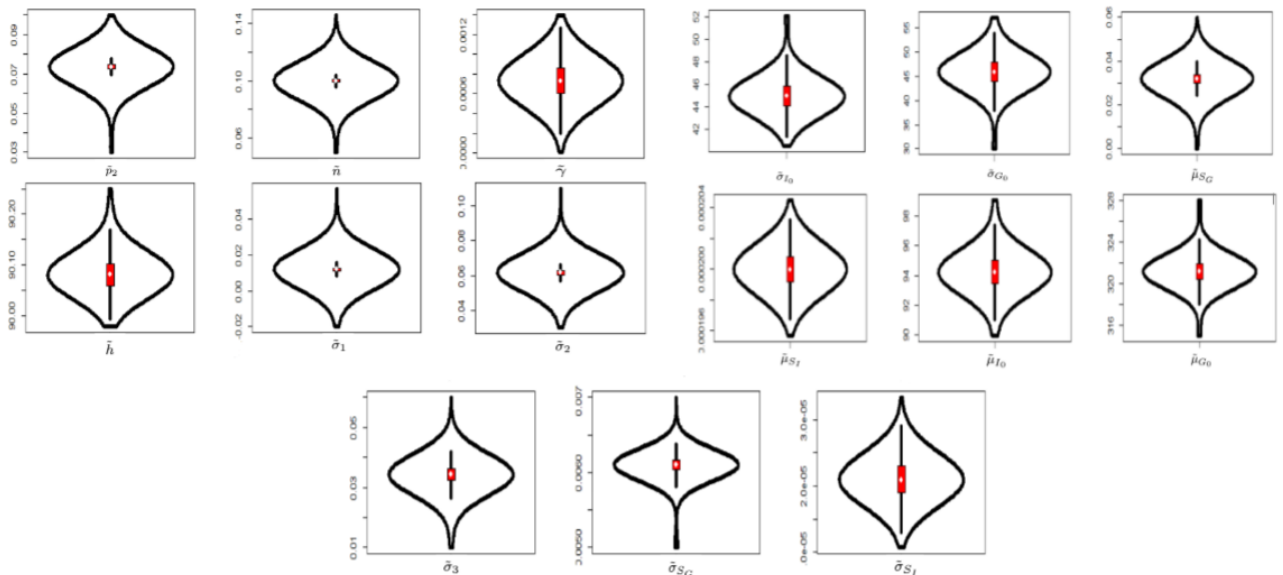 0.03 0.05 0.07 0.09
p̃₂
0.06 0.10 0.14
ñ
0.0000 0.0006 0.0012
γ̃
42 44 46 48 50 52
σ̃_{I₀}
30 35 40 45 50 55
σ̃_{G₀}
0.00 0.02 0.04 0.06
μ̃_{S_G}
90.00 90.10 90.20
h̃
-0.02 0.00 0.02 0.04
σ̃₁
0.04 0.06 0.08 0.10
σ̃₂
0.000196 0.000200 0.000204
μ̃_{S_I}
90 92 94 96 98
μ̃_{I₀}
316 320 324 328
μ̃_{G₀}
0.01 0.03 0.05
σ̃₃
0.0050 0.0060 0.007
σ̃_{S_G}
2.0e-05 3.0e-05
σ̃_{S_I}